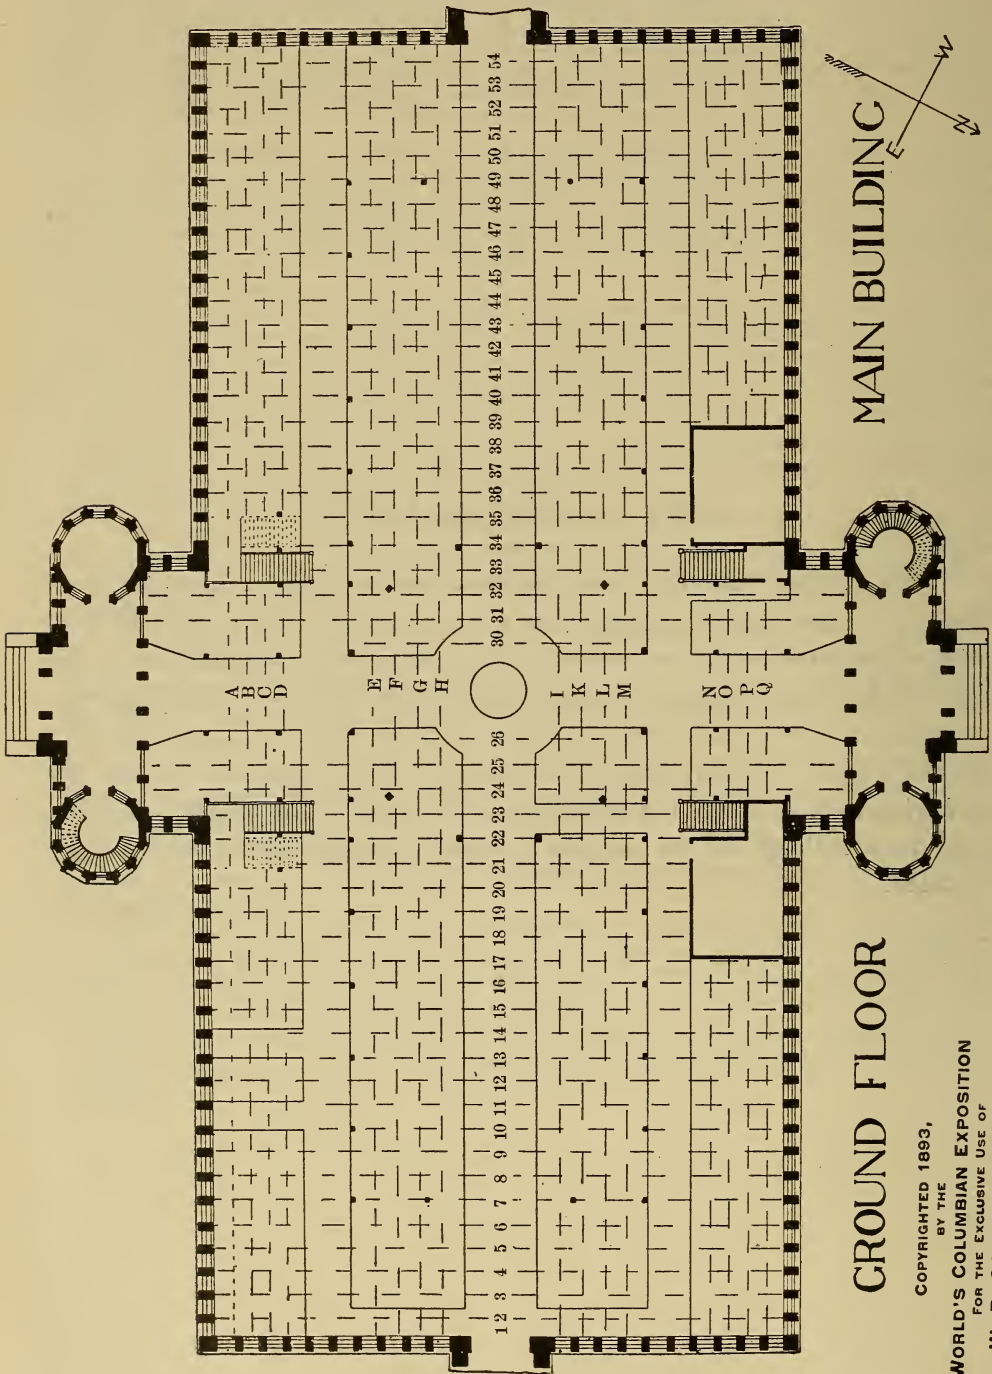 MAIN BUILDING
GROUND FLOOR
COPYRIGHTED 1893,
BY THE
WORLD'S COLUMBIAN EXPOSITION
FOR THE EXCLUSIVE USE OF
W
E
N
A
B
C
D
E
F
G
H
I
K
L
M
N
O
P
Q
1 2 3 4 5 6 7 8 9 10 11 12 13 14 15 16 17 18 19 20 21 22 23 24 25 26 30 31 32 33 34 35 36 37 38 39 40 41 42 43 44 45 46 47 48 49 50 51 52 53 54